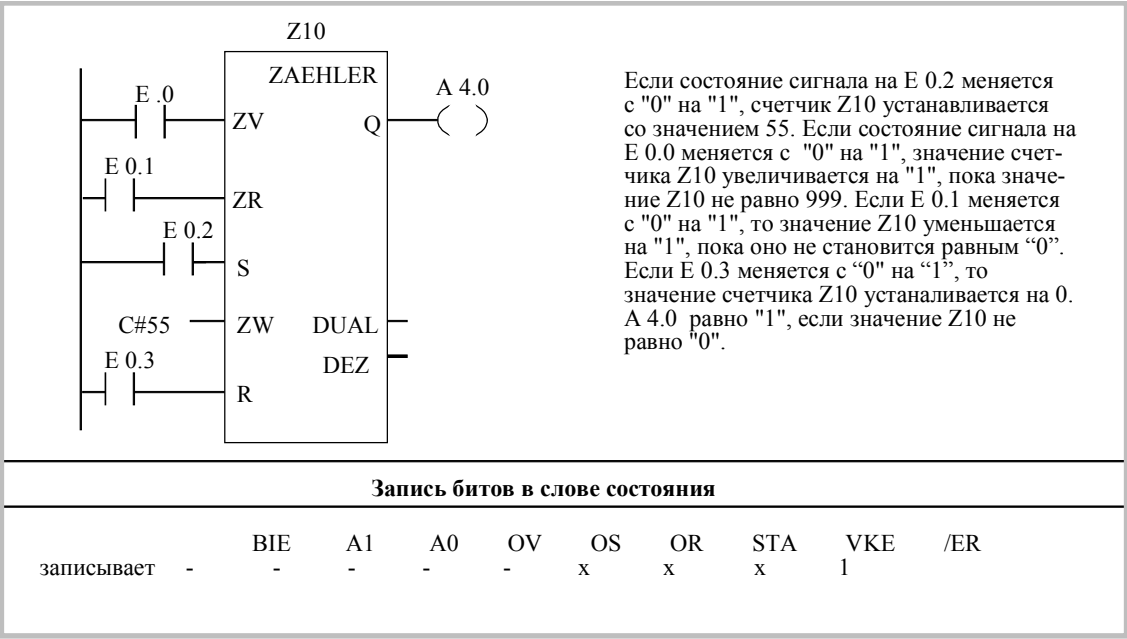 Z10
ZAEHLER
E .0
A 4.0
ZV
Q
E 0.1
ZR
E 0.2
S
C#55
ZW
DUAL
E 0.3
DEZ
R
Если состояние сигнала на E 0.2 меняется
с "0" на "1", счетчик Z10 устанавливается
со значением 55. Если состояние сигнала на
E 0.0 меняется с "0" на "1", значение счет-
чика Z10 увеличивается на "1", пока значе-
ние Z10 не равно 999. Если E 0.1 меняется
с "0" на "1", то значение Z10 уменьшается
на "1", пока оно не становится равным “0”.
Если E 0.3 меняется с “0" на “1”, то
значение счетчика Z10 устаналивается на 0.
A 4.0 равно "1", если значение Z10 не
равно "0".
Запись битов в слове состояния
BIE A1 A0 OV OS OR STA VKE /ER
записывает - - - - - x x x 1